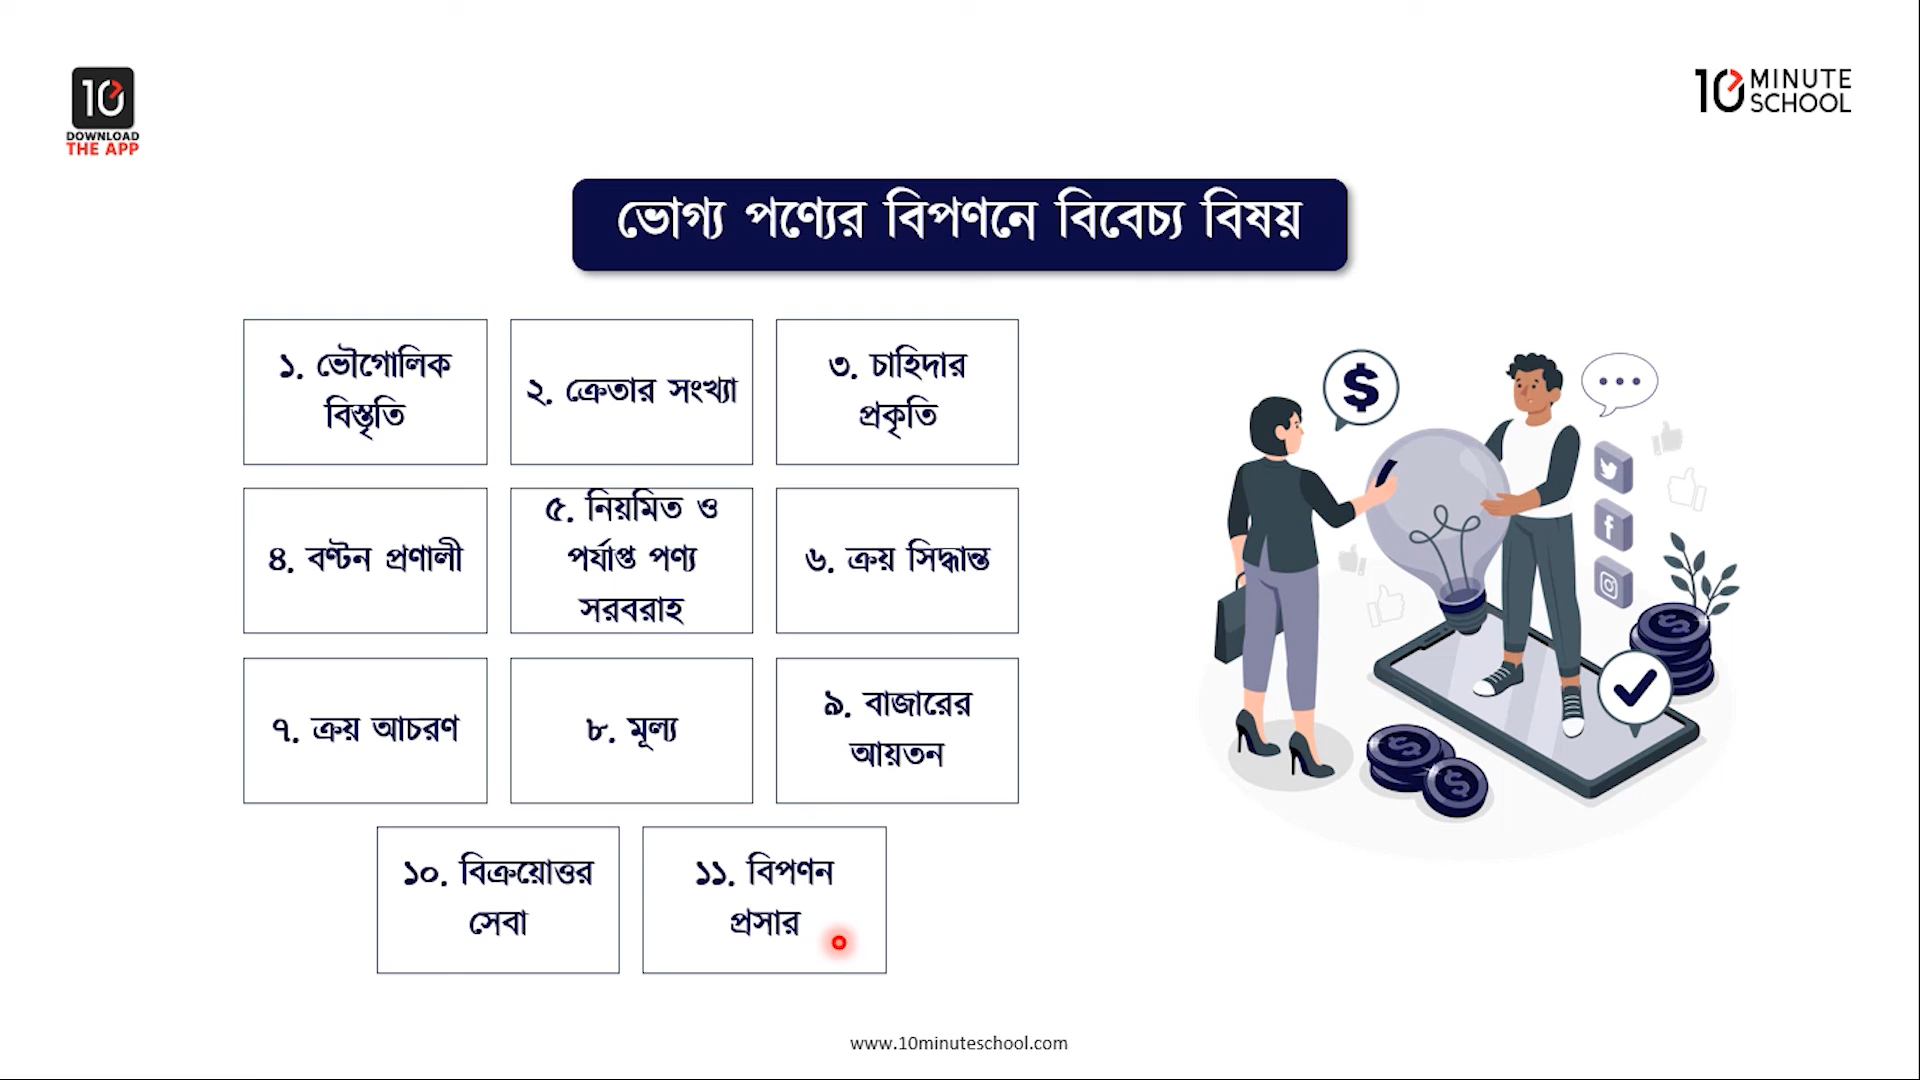 10
DOWNLOAD
THE APP
10 MINUTE
SCHOOL
ভোগ্য পণ্যের বিপণনে বিবেচ্য বিষয়
১. ভৌগোলিক
বিস্তৃতি
২. ক্রেতার সংখ্যা
৩. চাহিদার
প্রকৃতি
৪. বণ্টন প্রণালী
৫. নিয়মিত ও
পর্যাপ্ত পণ্য
সরবরাহ
৬. ক্রয় সিদ্ধান্ত
৭. ক্রয় আচরণ
৮. মূল্য
৯. বাজারের
আয়তন
১০. বিক্রয়োত্তর
সেবা
১১. বিপণন
প্রসার
www.10minuteschool.com